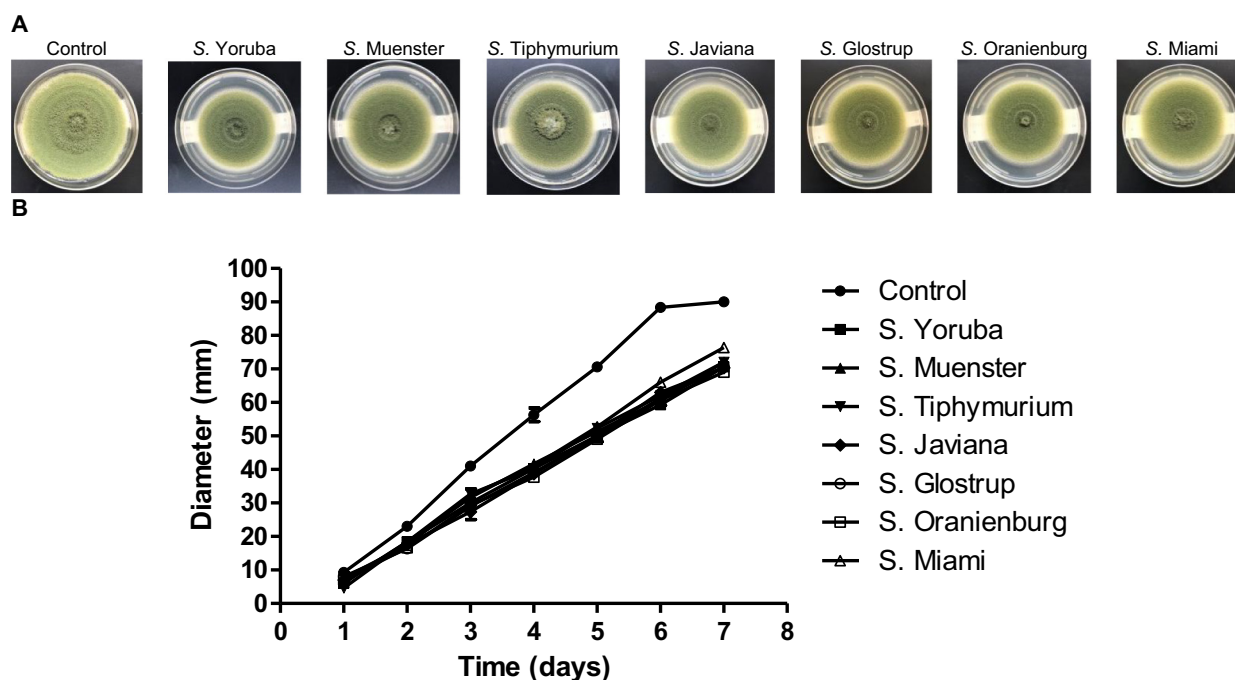 A
Control S. Yoruba S. Muenster S. Tiphymurium S. Javiana S. Glostrup S. Oranienburg S. Miami
B
100
90
80
70
60
50
40
30
20
10
0
Diameter (mm)
0 1 2 3 4 5 6 7 8
Time (days)
Control
S. Yoruba
S. Muenster
S. Tiphymurium
S. Javiana
S. Glostrup
S. Oranienburg
S. Miami